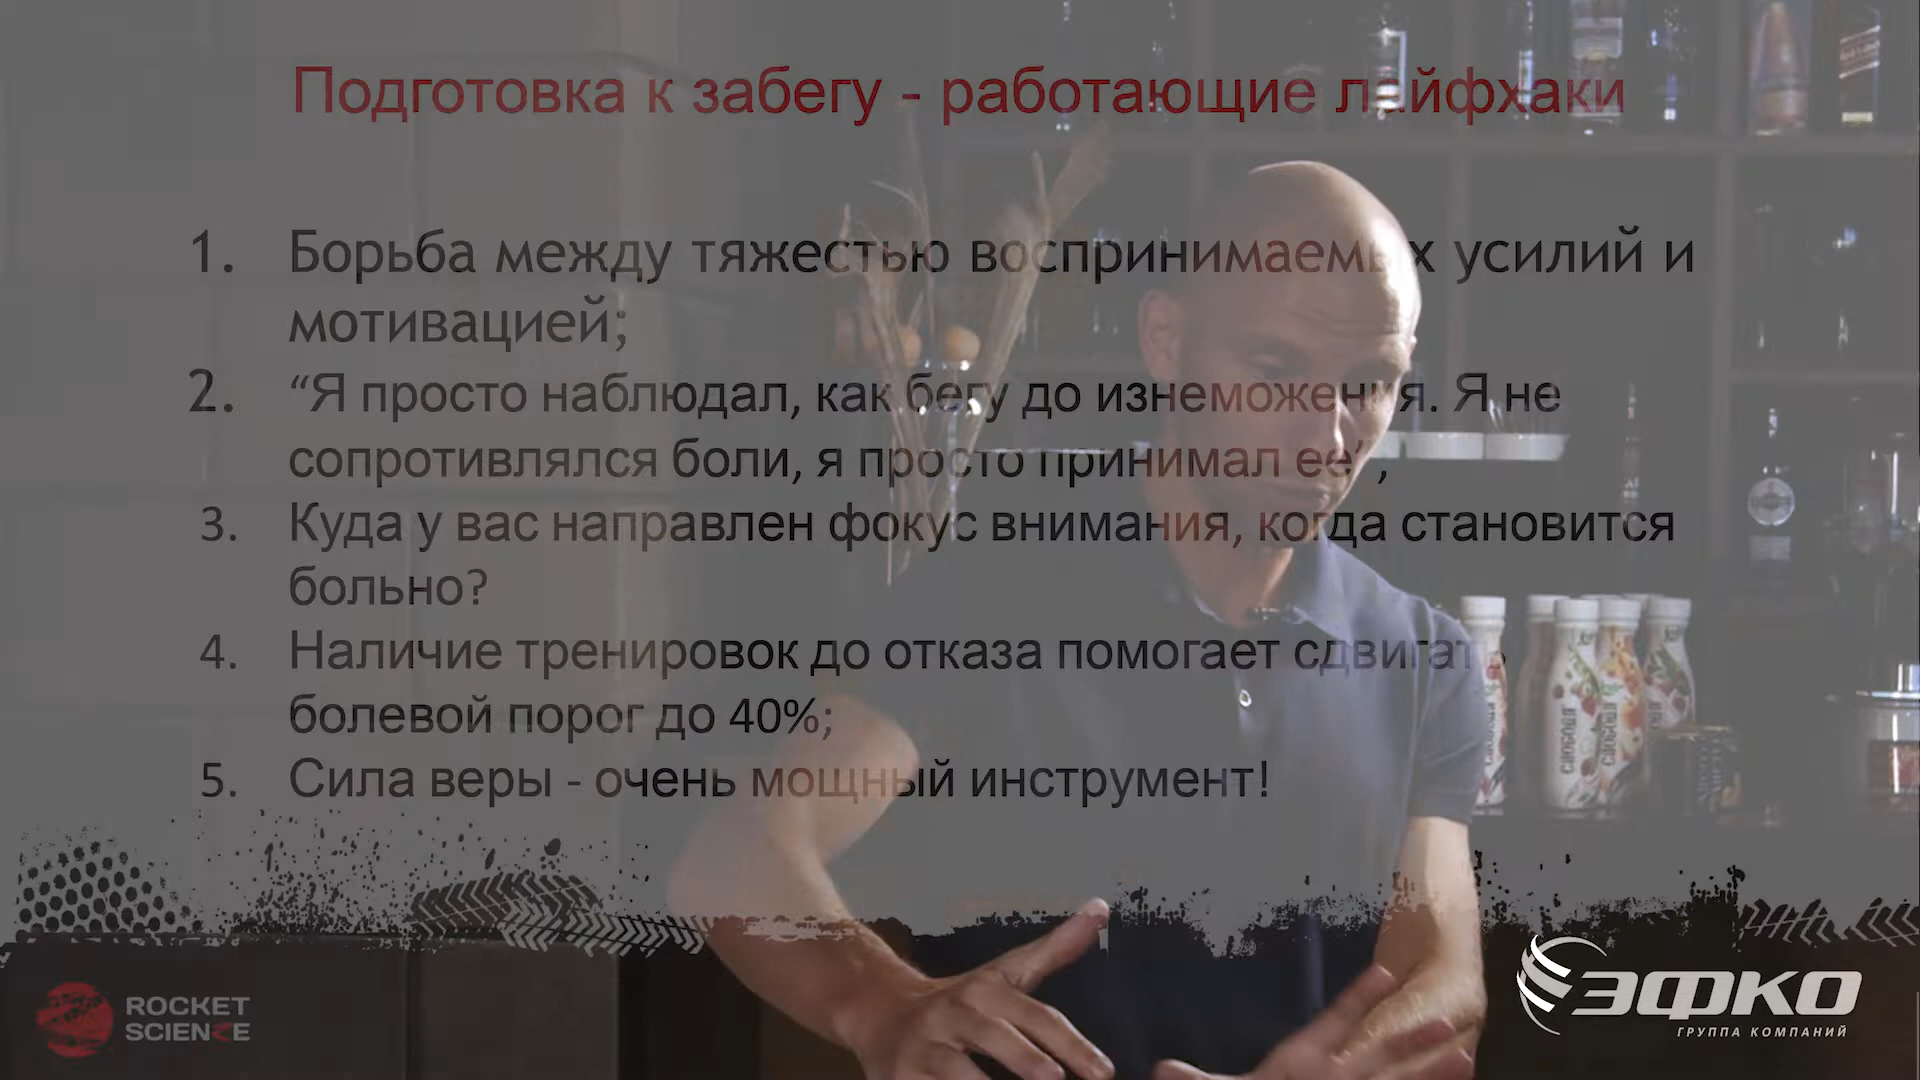 Подготовка к забегу - работающие лайфхаки
1. Борьба между тяжестью воспринимаемых усилий и
мотивацией;
2. “Я просто наблюдал, как бегу до изнеможения. Я не
сопротивлялся боли, я просто принимал ее”;
3. Куда у вас направлен фокус внимания, когда становится
больно?
4. Наличие тренировок до отказа помогает сдвигать
болевой порог до 40%;
5. Сила веры - очень мощный инструмент!
СЛОБОДА
СЛОБОДА
ROCKET
SCIENCE
ЭФКО
ГРУППА КОМПАНИЙ